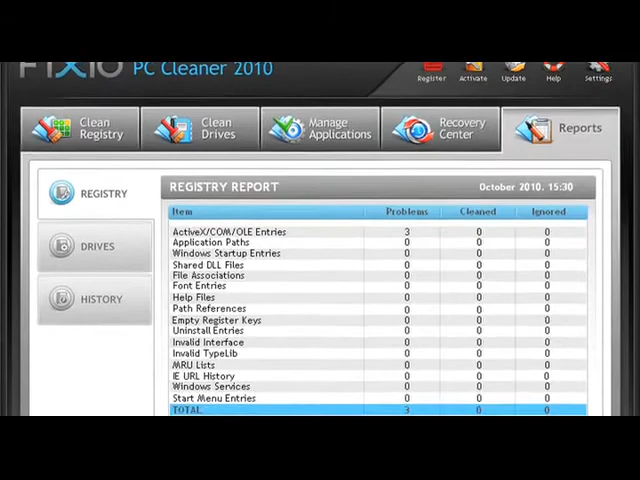 FIXIO PC Cleaner 2010
Register Activate Update Help Settings
Clean Registry
Clean Drives
Manage Applications
Recovery Center
Reports
REGISTRY
DRIVES
HISTORY
REGISTRY REPORT October 2010. 15:30
Item Problems Cleaned Ignored
ActiveX/COM/OLE Entries 3 0 0
Application Paths 0 0 0
Windows Startup Entries 0 0 0
Shared DLL Files 0 0 0
File Associations 0 0 0
Font Entries 0 0 0
Help Files 0 0 0
Path References 0 0 0
Empty Register Keys 0 0 0
Uninstall Entries 0 0 0
Invalid Interface 0 0 0
Invalid TypeLib 0 0 0
MRU Lists 0 0 0
IE URL History 0 0 0
Windows Services 0 0 0
Start Menu Entries 0 0 0
TOTAL 3 0 0